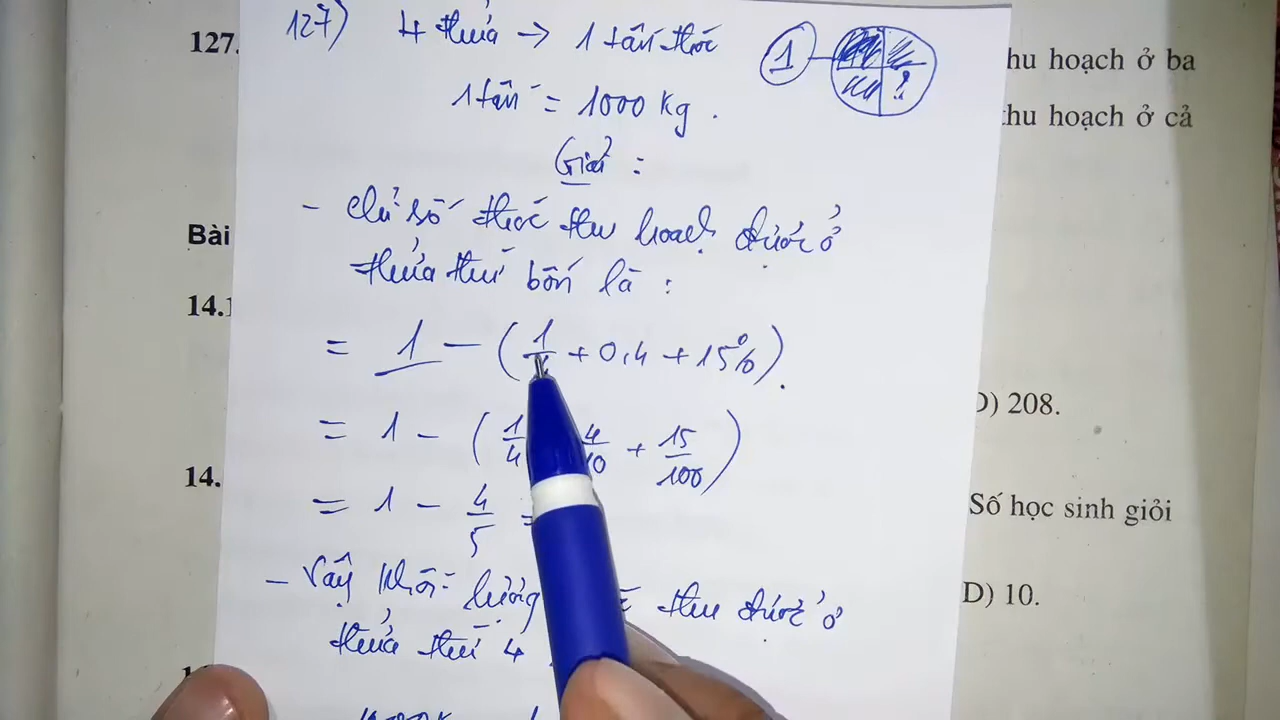 127.
127) 4 thửa → 1 tấn thóc
1
?
hu hoạch ở ba
1 tấn = 1000 kg.
thu hoạch ở cả
Giải :
- Chỉ số thóc thu hoạch được ở
Bài
thửa thứ bốn là :
14.1
= 1 - (1/4 + 0,4 + 15%).
D) 208.
= 1 - (1/4 + 4/10 + 15/100)
14.
= 1 - 4/5 =
Số học sinh giỏi
- Vậy khối lượng thu được ở
D) 10.
thửa thứ 4